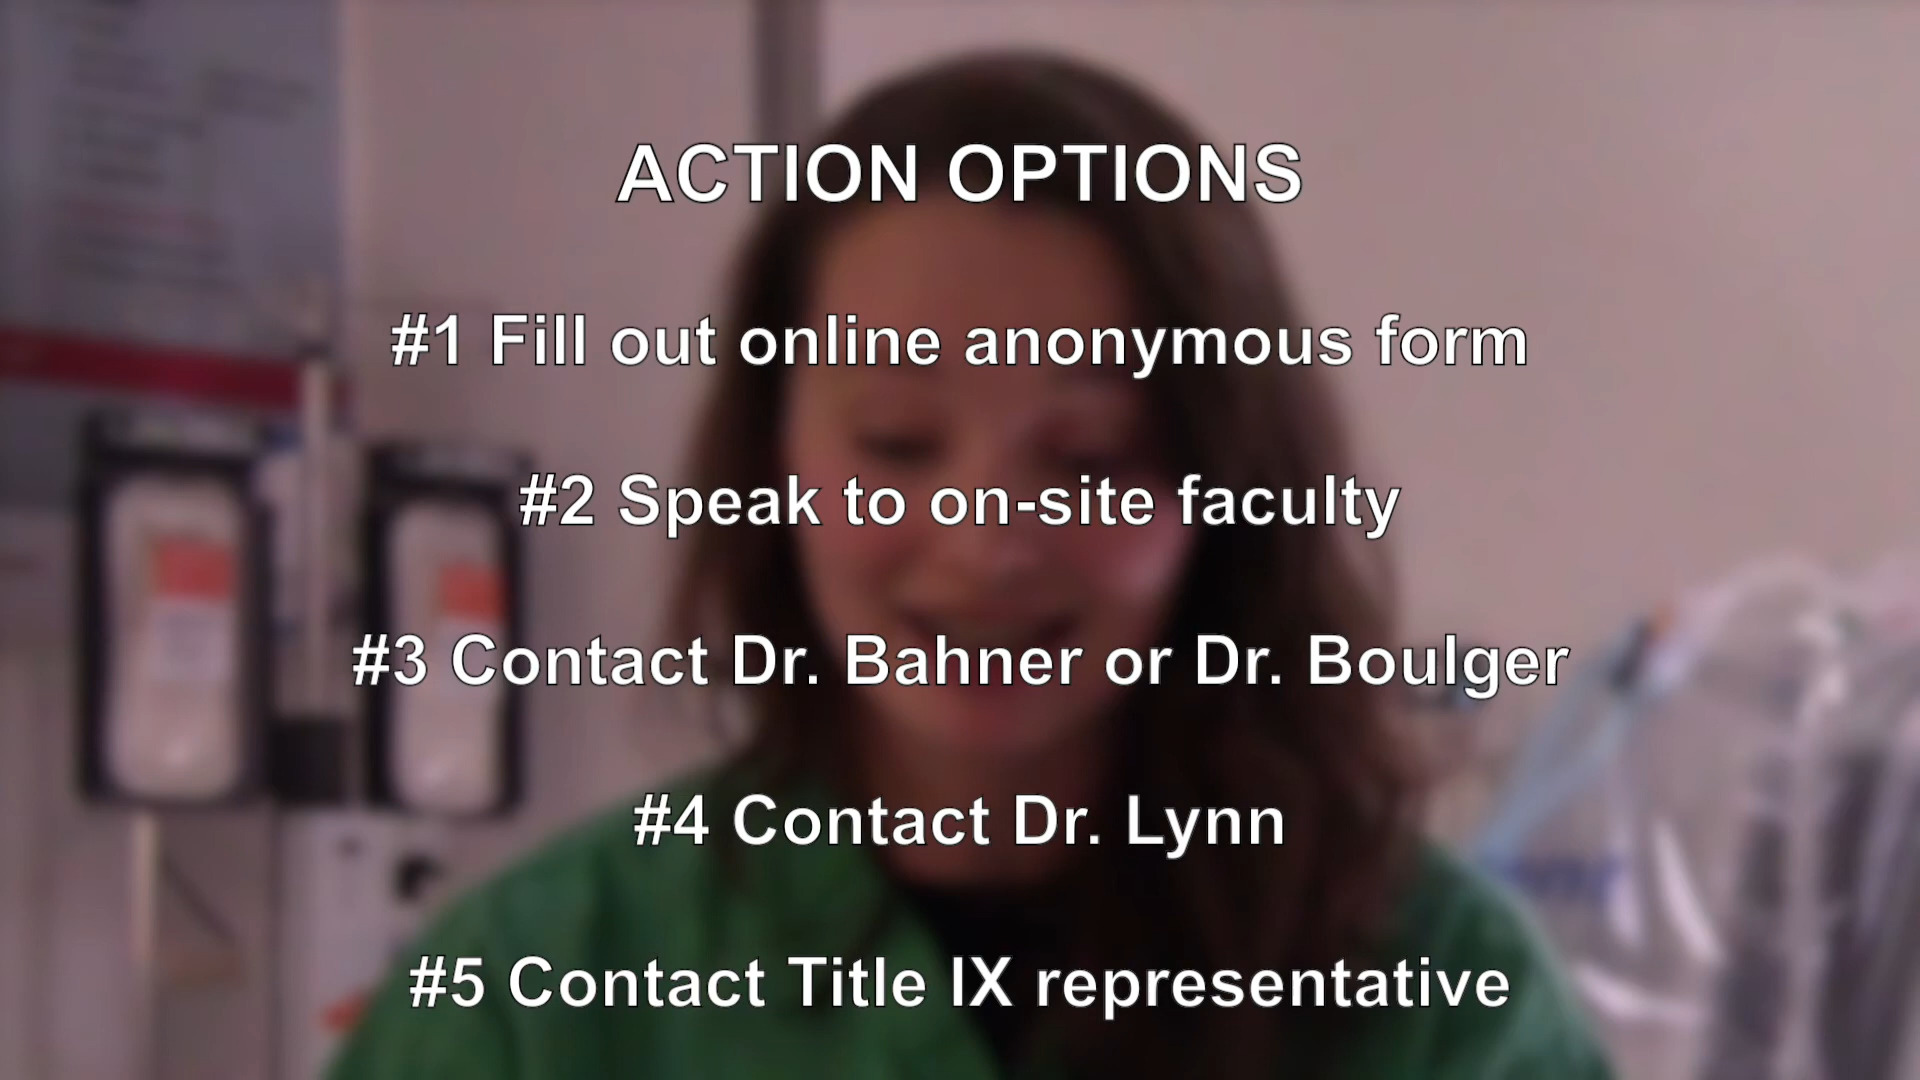 ACTION OPTIONS
#1 Fill out online anonymous form
#2 Speak to on-site faculty
#3 Contact Dr. Bahner or Dr. Boulger
#4 Contact Dr. Lynn
#5 Contact Title IX representative